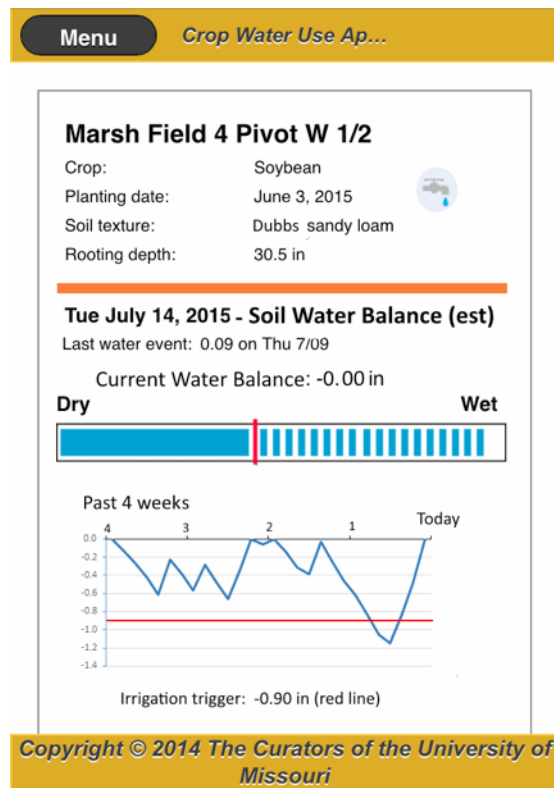 Menu
Crop Water Use Ap...
Marsh Field 4 Pivot W 1/2
Crop: Soybean
Planting date: June 3, 2015
Soil texture: Dubbs sandy loam
Rooting depth: 30.5 in
Tue July 14, 2015 - Soil Water Balance (est)
Last water event: 0.09 on Thu 7/09
Current Water Balance: -0.00 in
Dry Wet
Past 4 weeks
4 3 2 1 Today
0.0
-0.2
-0.4
-0.6
-0.8
-1.0
-1.2
-1.4
Irrigation trigger: -0.90 in (red line)
Copyright © 2014 The Curators of the University of
Missouri